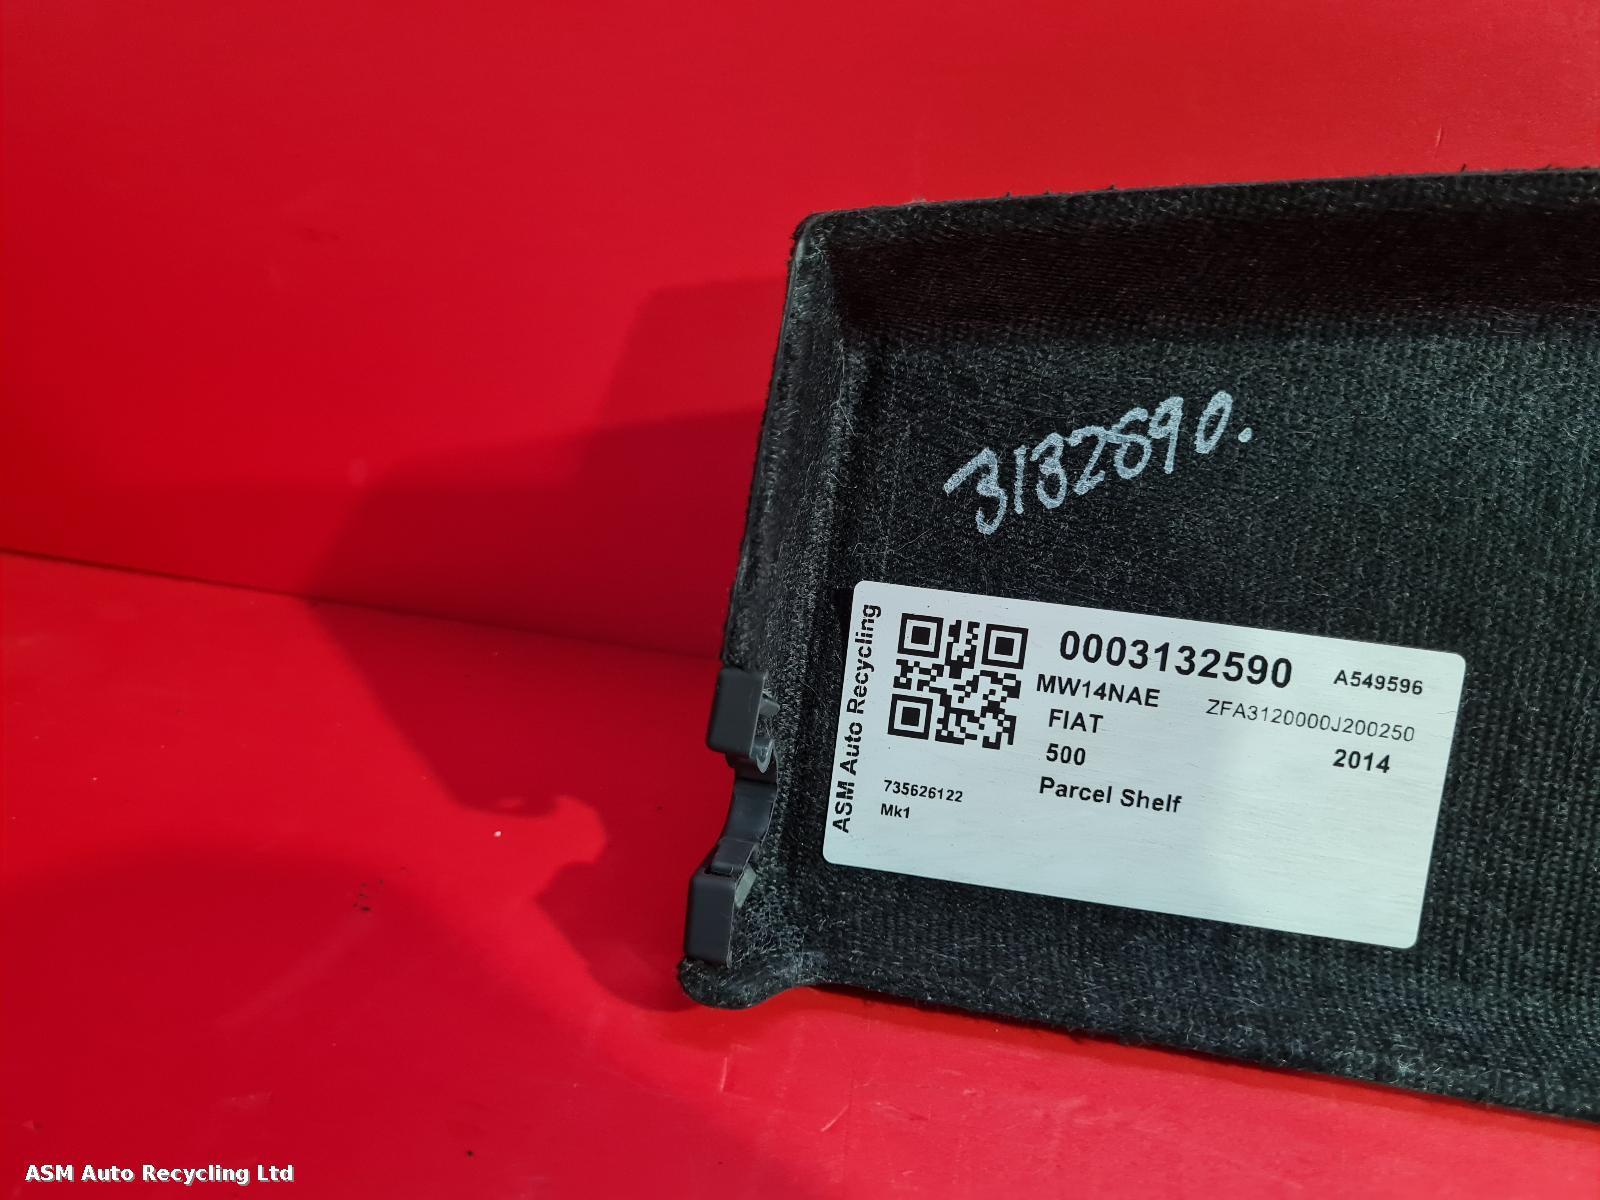 3132590.
ASM Auto Recycling
0003132590 A549596
MW14NAE ZFA3120000J200250
FIAT
500 2014
Parcel Shelf
735626122
Mk1
ASM Auto Recycling Ltd